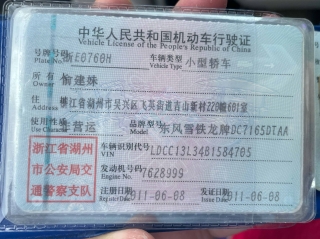 中华人民共和国机动车行驶证
Vehicle License of the People's Republic of China
号牌号码 E0760H 车辆类型 小型轿车
Plate No. Vehicle Type
所有人 建姝
Owner
住址 浙江省湖州市吴兴区飞英街道吉山新村220幢601室
Address
使用性质 非营运 品牌型号 东风雪铁龙牌DC7165DTAA
Use Character Model
浙江省湖州
市公安局交
通警察支队
车辆识别代号 LDCC13L34B1584705
VIN
发动机号码 7628999
Engine No.
注册日期 2011-06-08 发证日期 2011-06-08
Register Date Issue Date